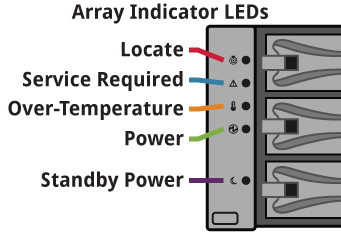 Array Indicator LEDs
Locate
Service Required
Over-Temperature
Power
Standby Power